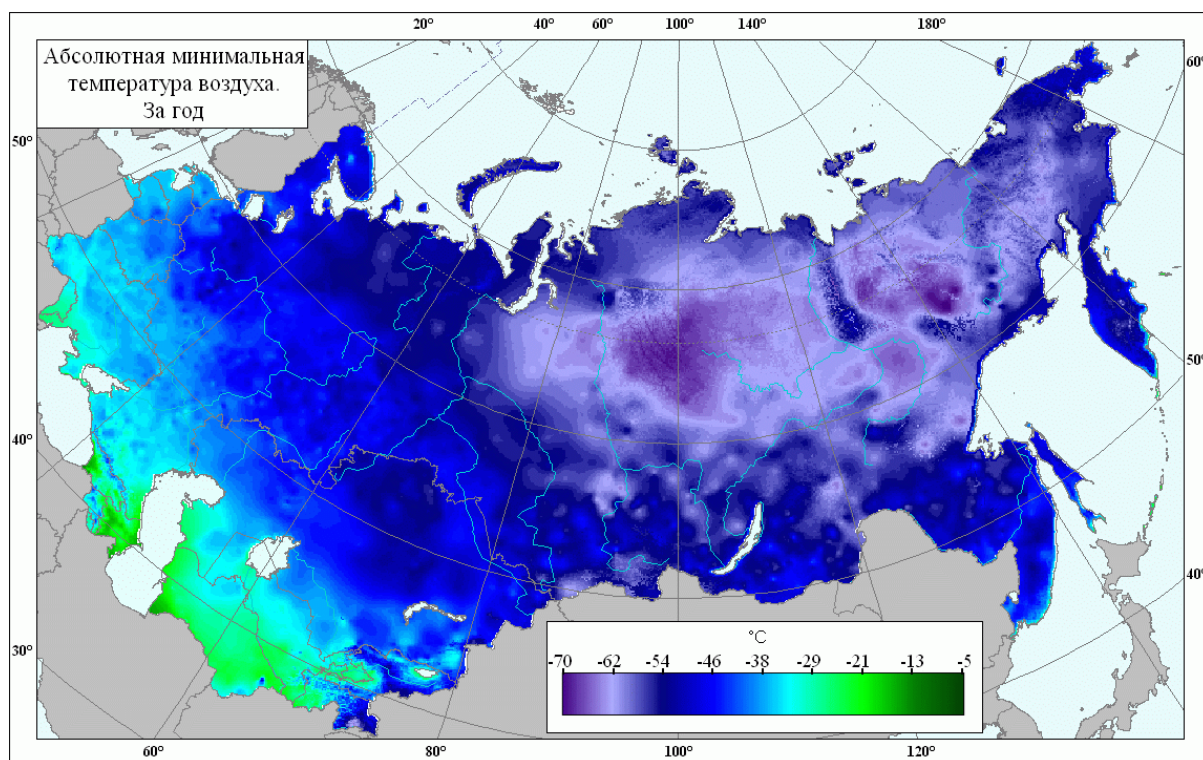 20° 40° 60° 100° 140° 180°
Абсолютная минимальная
температура воздуха.
За год
60°
50°
50°
40°
40°
30°
°C
-70 -62 -54 -46 -38 -29 -21 -13 -5
60° 80° 100° 120°